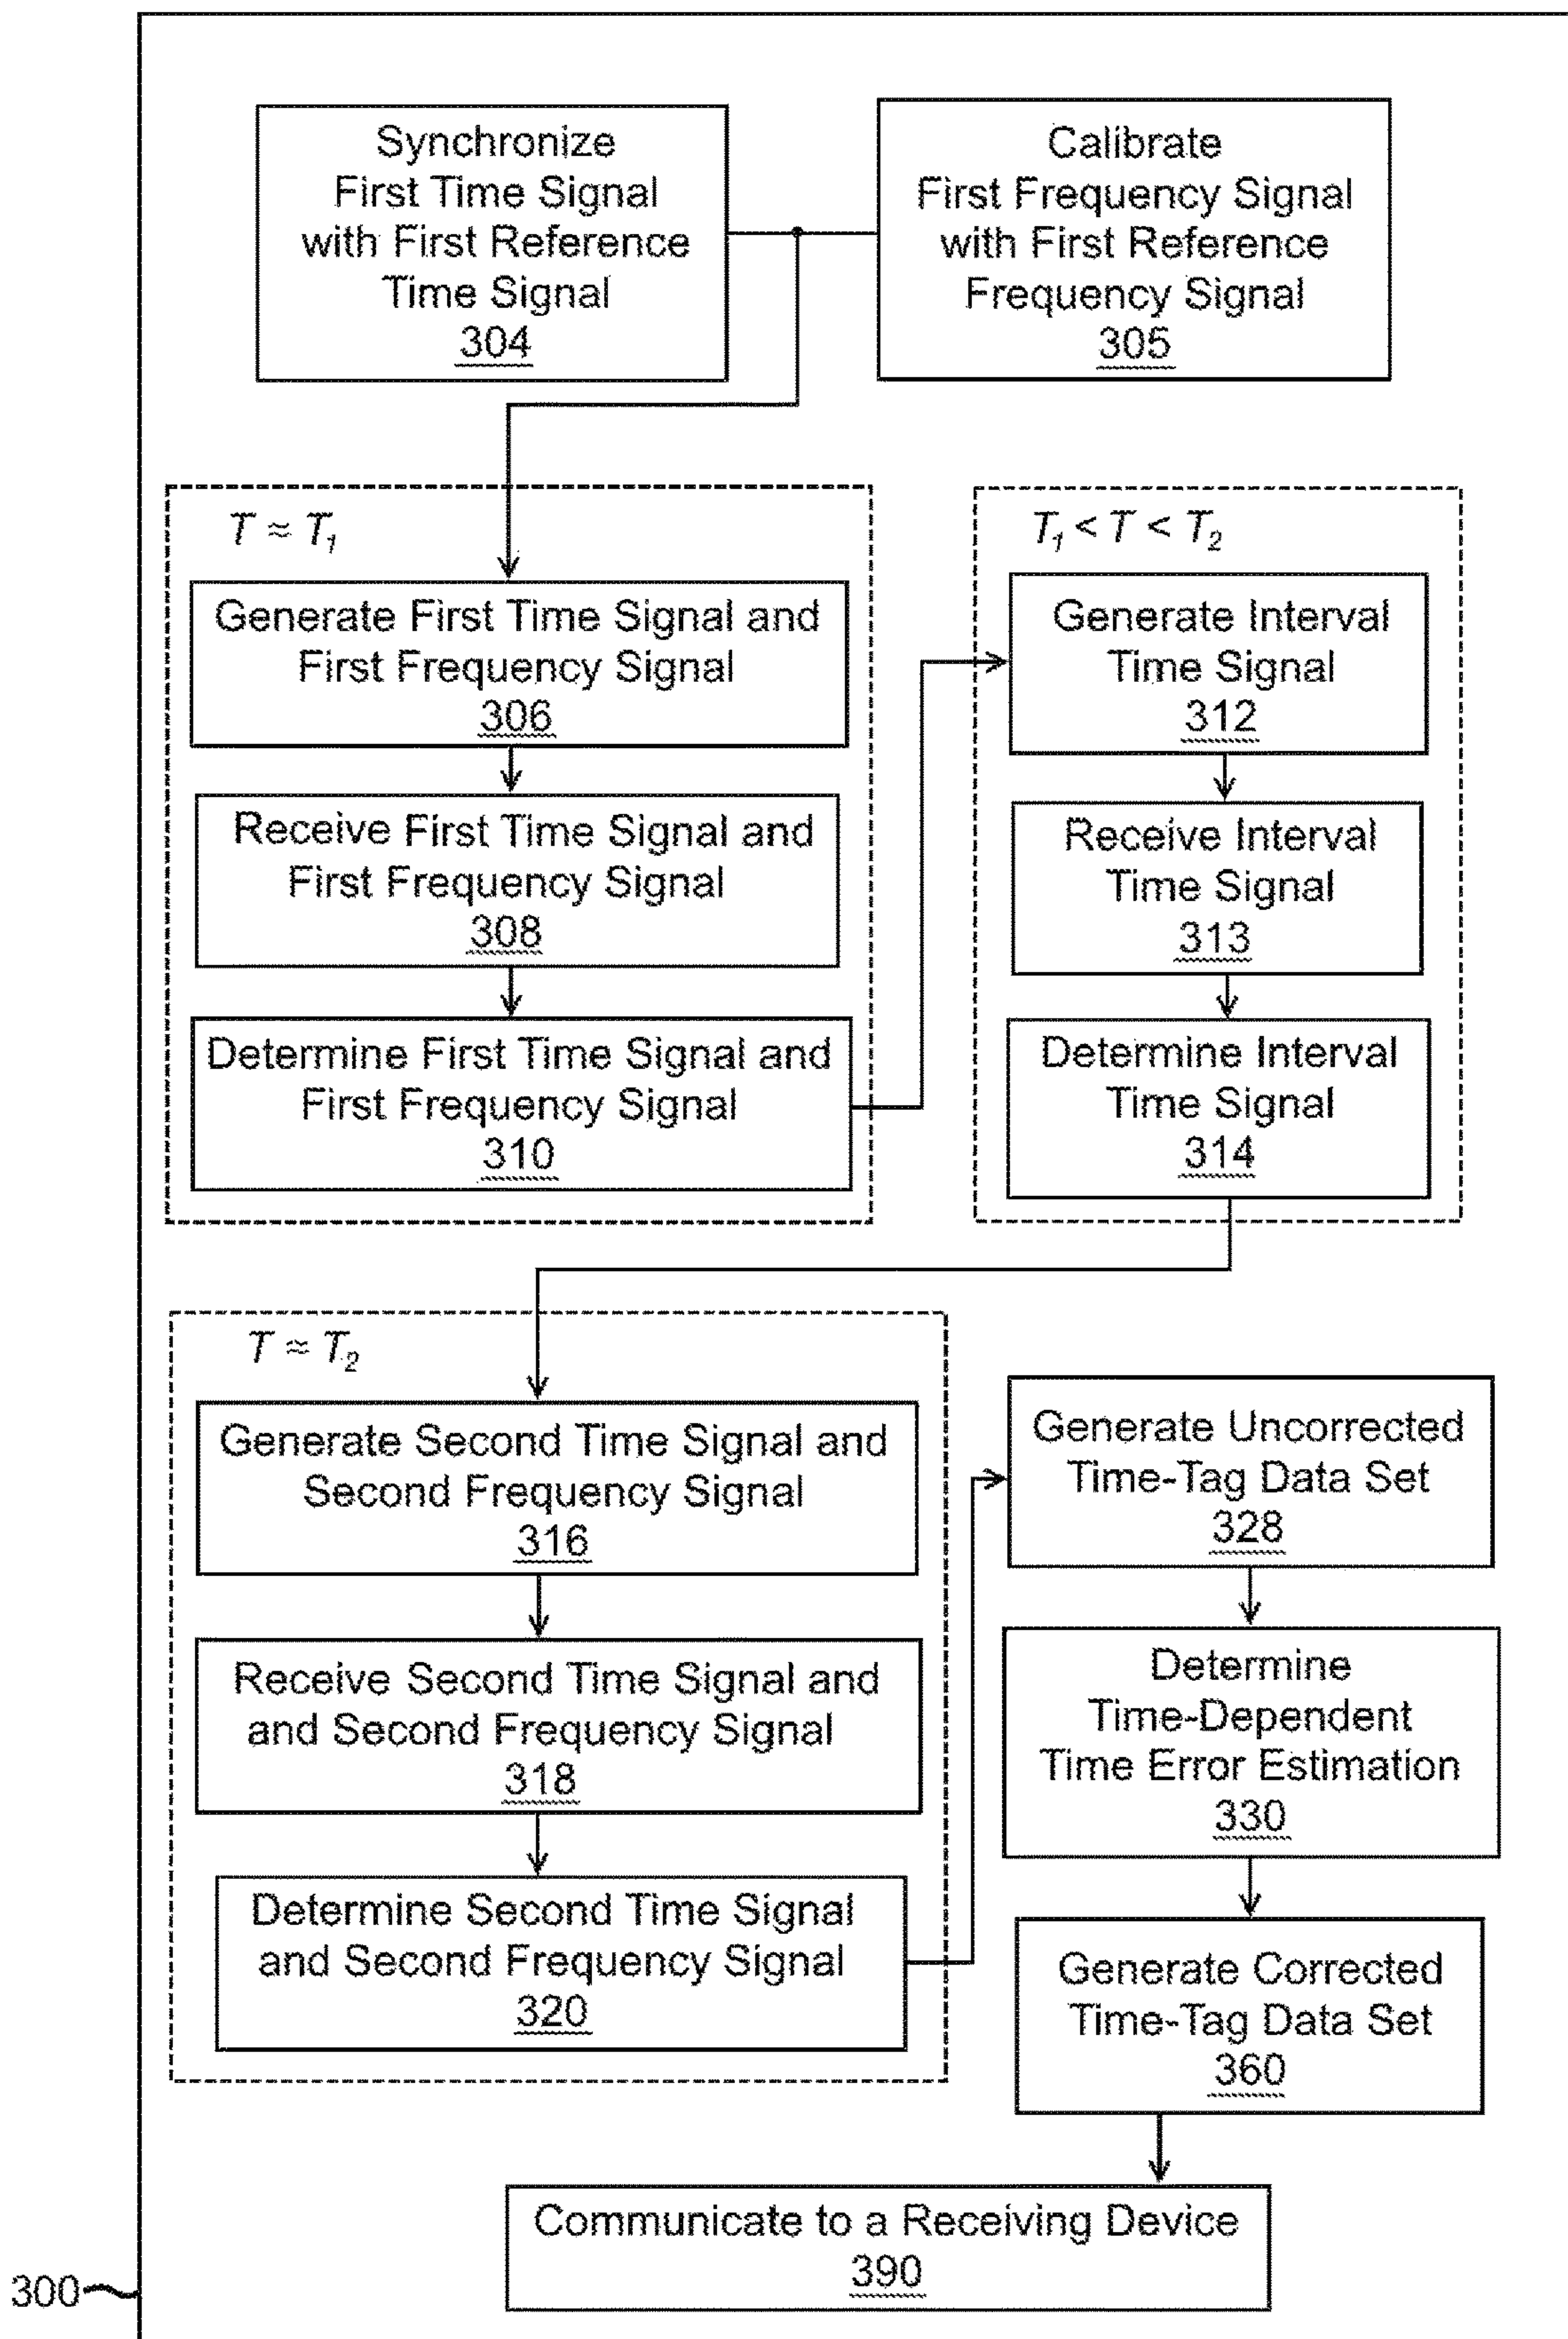 Synchronize
First Time Signal
with First Reference
Time Signal
304
Calibrate
First Frequency Signal
with First Reference
Frequency Signal
305
T ≈ T1
Generate First Time Signal and
First Frequency Signal
306
Receive First Time Signal and
First Frequency Signal
308
Determine First Time Signal and
First Frequency Signal
310
T1 < T < T2
Generate Interval
Time Signal
312
Receive Interval
Time Signal
313
Determine Interval
Time Signal
314
T ≈ T2
Generate Second Time Signal and
Second Frequency Signal
316
Receive Second Time Signal and
and Second Frequency Signal
318
Determine Second Time Signal
and Second Frequency Signal
320
Generate Uncorrected
Time-Tag Data Set
328
Determine
Time-Dependent
Time Error Estimation
330
Generate Corrected
Time-Tag Data Set
360
Communicate to a Receiving Device
390
300